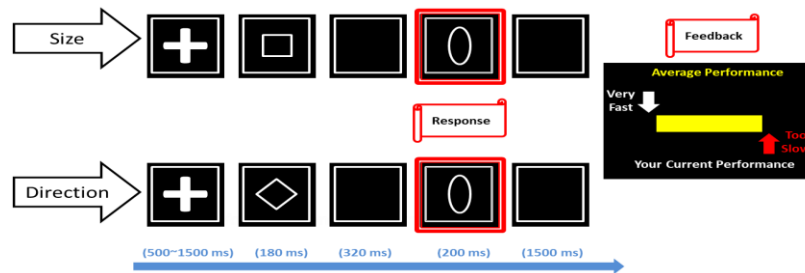 Size
Feedback
Average Performance
Very
Fast
Response
Too
Slow
Your Current Performance
Direction
(500~1500 ms)
(180 ms)
(320 ms)
(200 ms)
(1500 ms)